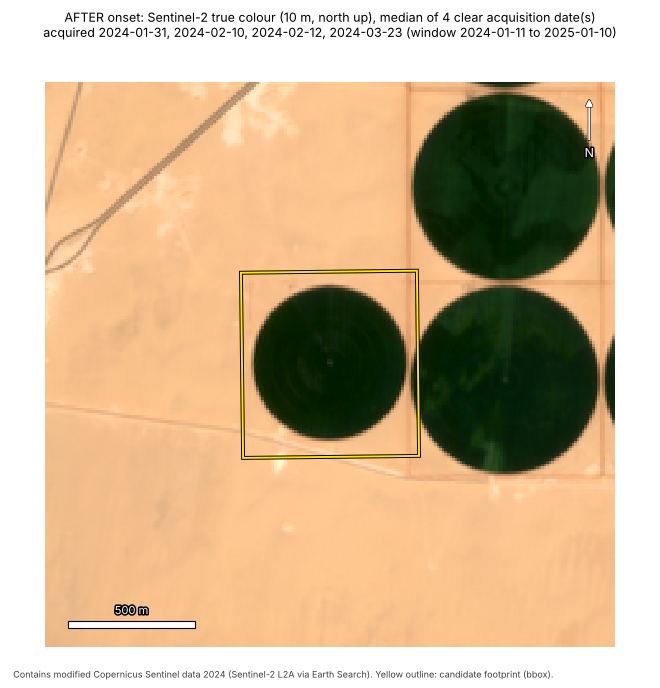 AFTER onset: Sentinel-2 true colour (10 m, north up), median of 4 clear acquisition date(s)
acquired 2024-01-31, 2024-02-10, 2024-02-12, 2024-03-23 (window 2024-01-11 to 2025-01-10)
N
500 m
Contains modified Copernicus Sentinel data 2024 (Sentinel-2 L2A via Earth Search). Yellow outline: candidate footprint (bbox).